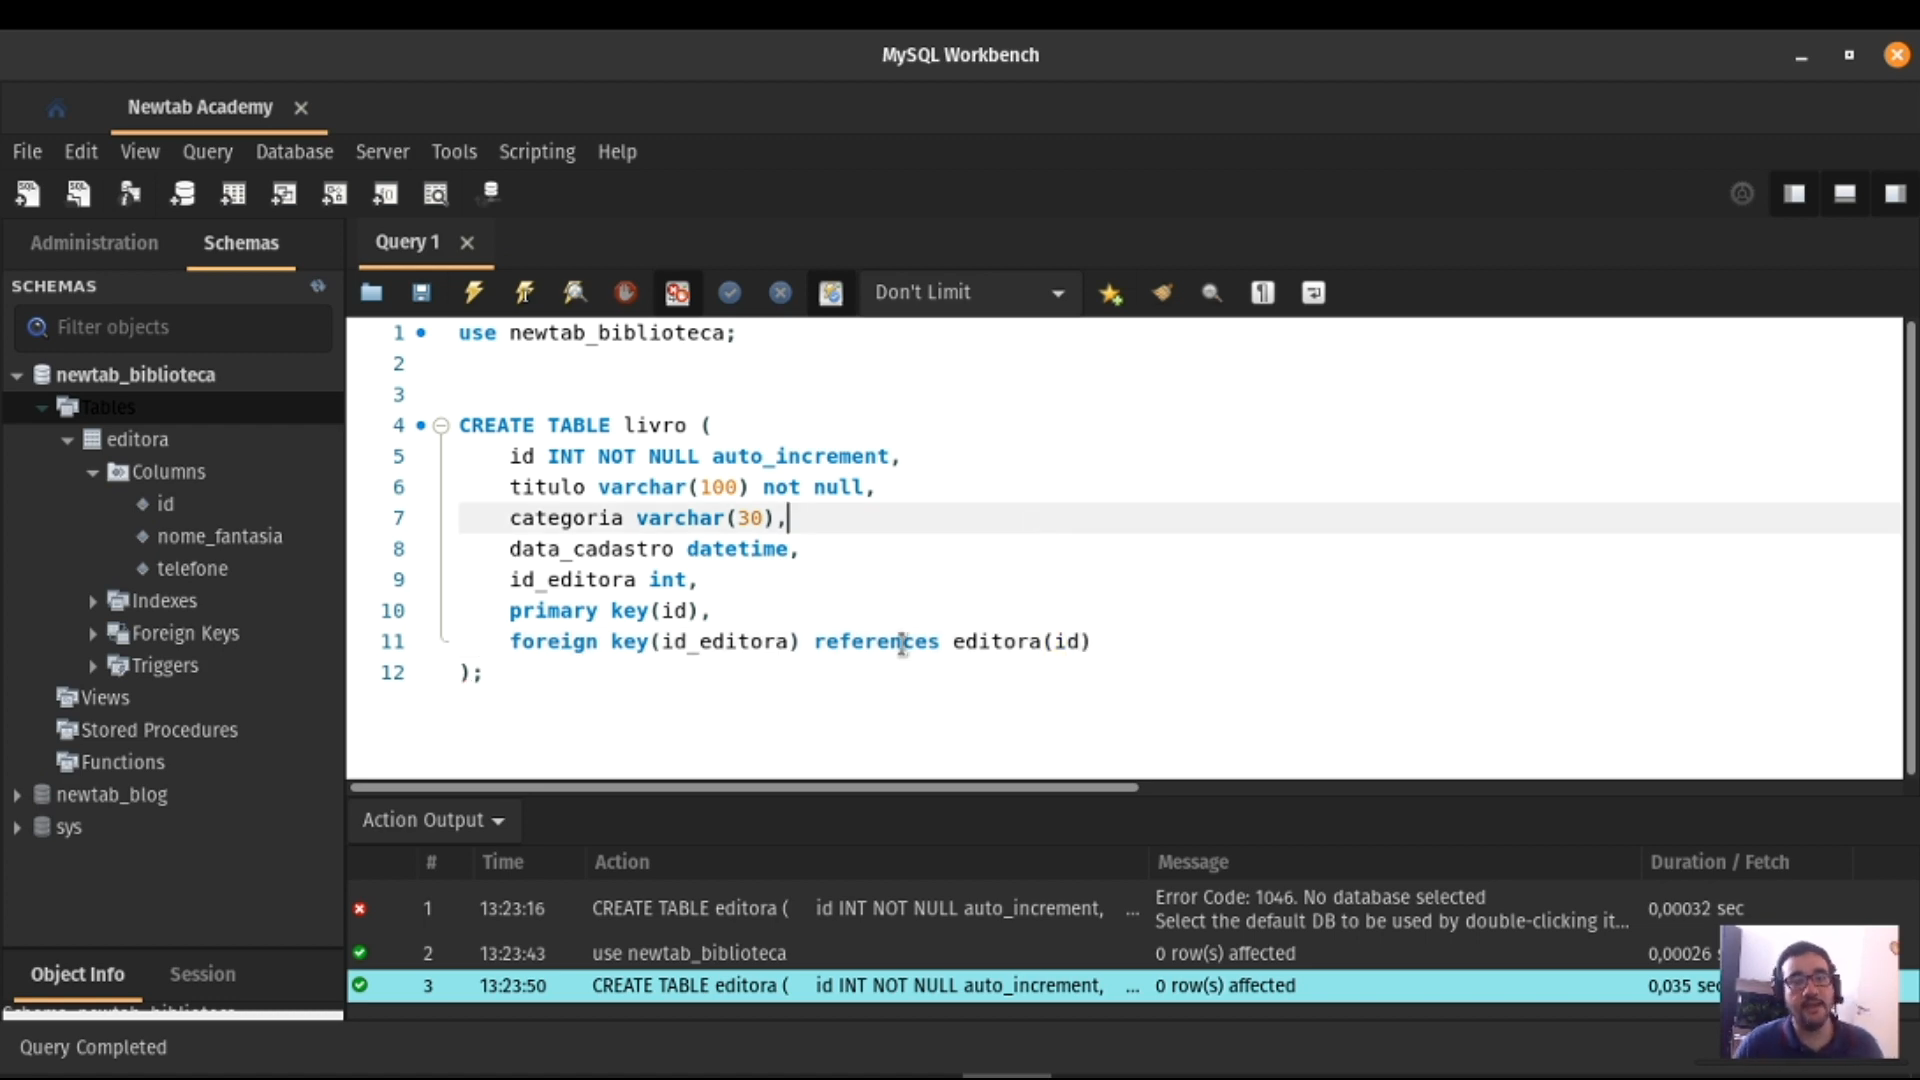 MySQL Workbench
Newtab Academy
File Edit View Query Database Server Tools Scripting Help
Administration Schemas
Query 1
SCHEMAS
Don't Limit
Filter objects
newtab_biblioteca
Tables
editora
Columns
id
nome_fantasia
telefone
Indexes
Foreign Keys
Triggers
Views
Stored Procedures
Functions
newtab_blog
sys
1 use newtab_biblioteca;
2
3
4 CREATE TABLE livro (
5 id INT NOT NULL auto_increment,
6 titulo varchar(100) not null,
7 categoria varchar(30),
8 data_cadastro datetime,
9 id_editora int,
10 primary key(id),
11 foreign key(id_editora) references editora(id)
12 );
Action Output
# Time Action Message Duration / Fetch
1 13:23:16 CREATE TABLE editora ( id INT NOT NULL auto_increment, ... Error Code: 1046. No database selected 0,00032 sec
Select the default DB to be used by double-clicking it...
2 13:23:43 use newtab_biblioteca 0 row(s) affected 0,00026
3 13:23:50 CREATE TABLE editora ( id INT NOT NULL auto_increment, ... 0 row(s) affected 0,035 sec
Object Info Session
Query Completed